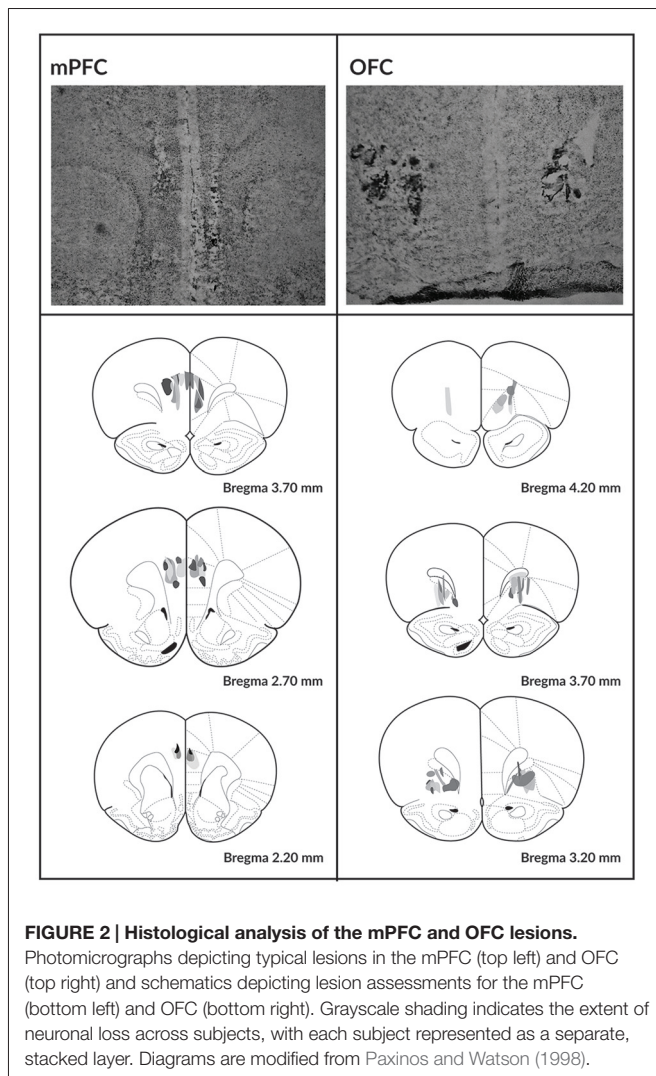 mPFC
OFC
Bregma 3.70 mm
Bregma 4.20 mm
Bregma 2.70 mm
Bregma 3.70 mm
Bregma 2.20 mm
Bregma 3.20 mm
FIGURE 2 | Histological analysis of the mPFC and OFC lesions.
Photomicrographs depicting typical lesions in the mPFC (top left) and OFC
(top right) and schematics depicting lesion assessments for the mPFC
(bottom left) and OFC (bottom right). Grayscale shading indicates the extent of
neuronal loss across subjects, with each subject represented as a separate,
stacked layer. Diagrams are modified from Paxinos and Watson (1998).